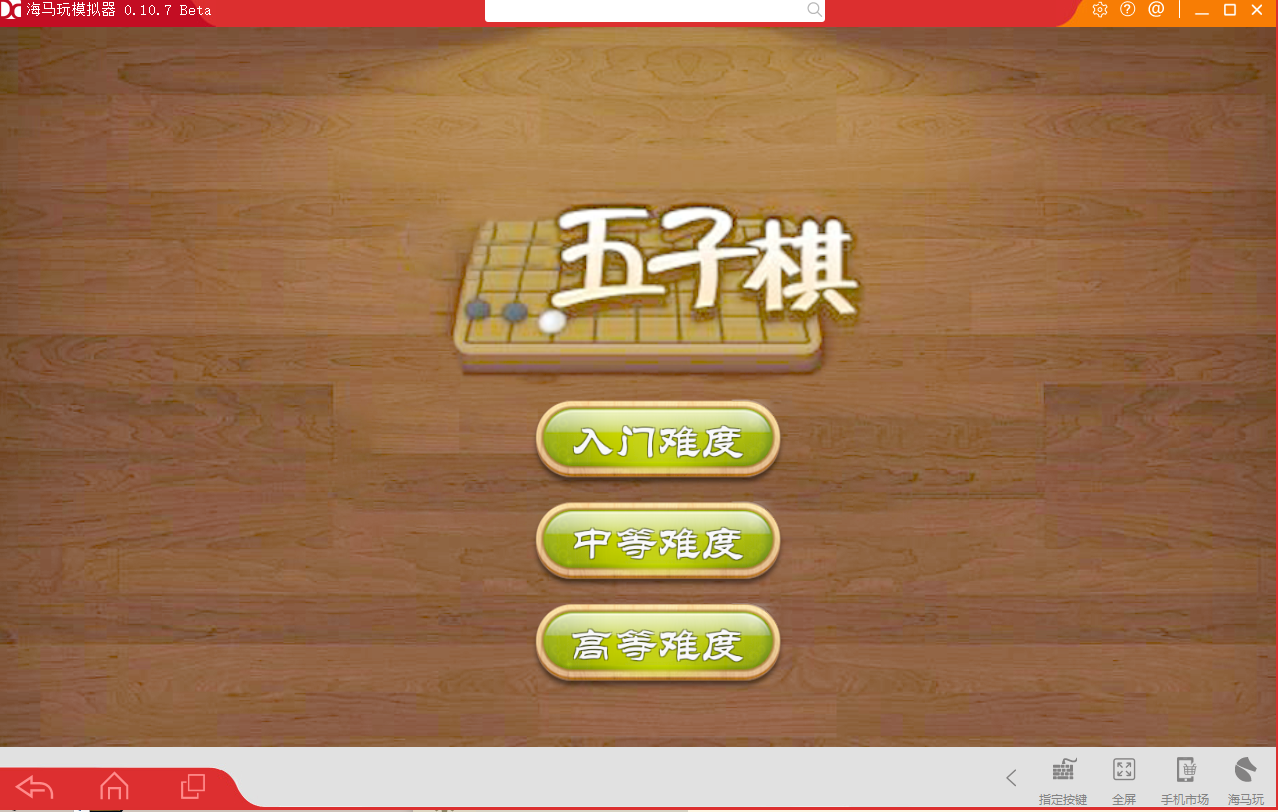 海马玩模拟器 0.10.7 Beta
五子棋
入门难度
中等难度
高等难度
指定按键 全屏 手机市场 海马玩